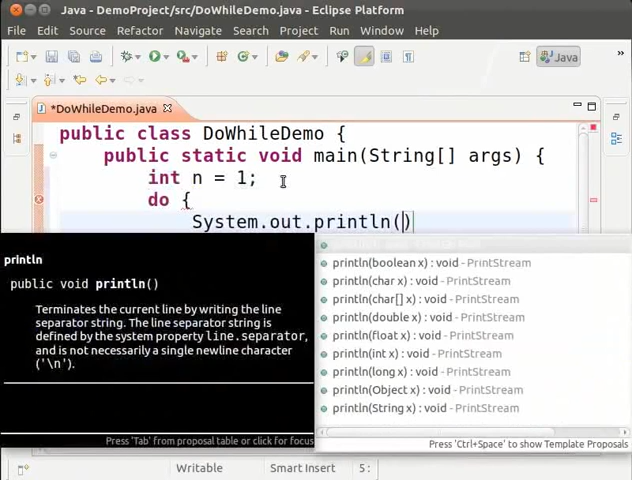 Java - DemoProject/src/DoWhileDemo.java - Eclipse Platform
File Edit Source Refactor Navigate Search Project Run Window Help
Java
*DoWhileDemo.java
public class DoWhileDemo {
public static void main(String[] args) {
int n = 1;
do {
System.out.println()
println
public void println()
Terminates the current line by writing the line
separator string. The line separator string is
defined by the system property line.separator,
and is not necessarily a single newline character
('\n').
Press 'Tab' from proposal table or click for focus
println(boolean x) : void - PrintStream
println(char x) : void - PrintStream
println(char[] x) : void - PrintStream
println(double x) : void - PrintStream
println(float x) : void - PrintStream
println(int x) : void - PrintStream
println(long x) : void - PrintStream
println(Object x) : void - PrintStream
println(String x) : void - PrintStream
Press 'Ctrl+Space' to show Template Proposals
Writable Smart Insert 5 :